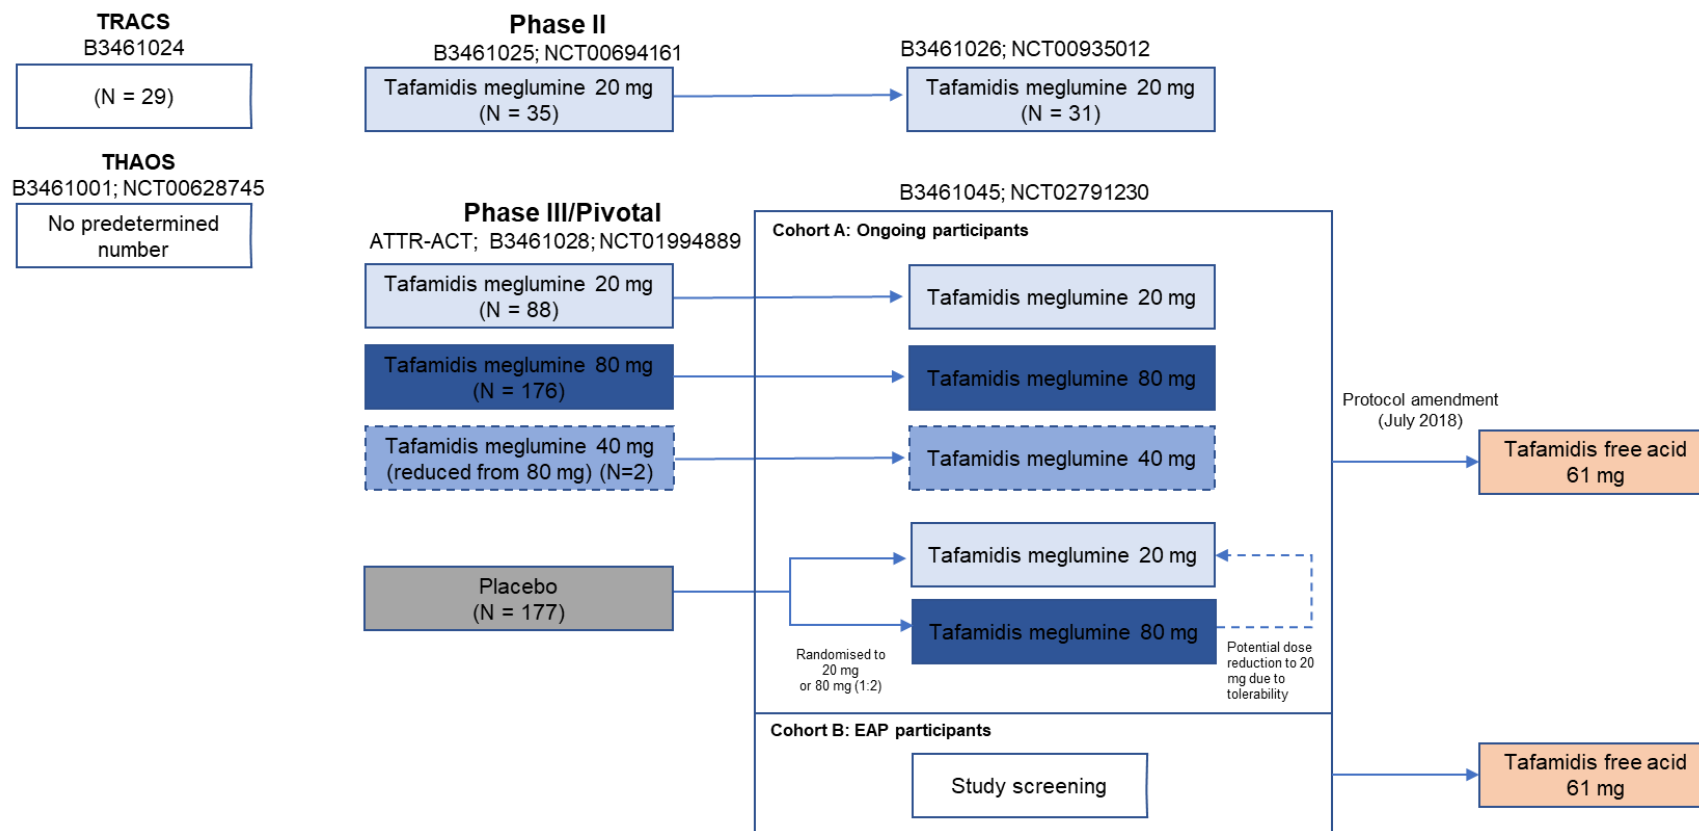 TRACS
B3461024
(N = 29)
THAOS
B3461001; NCT00628745
No predetermined
number
Phase II
B3461025; NCT00694161
Tafamidis meglumine 20 mg
(N = 35)
B3461026; NCT00935012
Tafamidis meglumine 20 mg
(N = 31)
Phase III/Pivotal
ATTR-ACT; B3461028; NCT01994889
Tafamidis meglumine 20 mg
(N = 88)
Tafamidis meglumine 80 mg
(N = 176)
Tafamidis meglumine 40 mg
(reduced from 80 mg) (N=2)
Placebo
(N = 177)
B3461045; NCT02791230
Cohort A: Ongoing participants
Tafamidis meglumine 20 mg
Tafamidis meglumine 80 mg
Tafamidis meglumine 40 mg
Tafamidis meglumine 20 mg
Tafamidis meglumine 80 mg
Randomised to
20 mg
or 80 mg (1:2)
Potential dose
reduction to 20
mg due to
tolerability
Protocol amendment
(July 2018)
Tafamidis free acid
61 mg
Cohort B: EAP participants
Study screening
Tafamidis free acid
61 mg